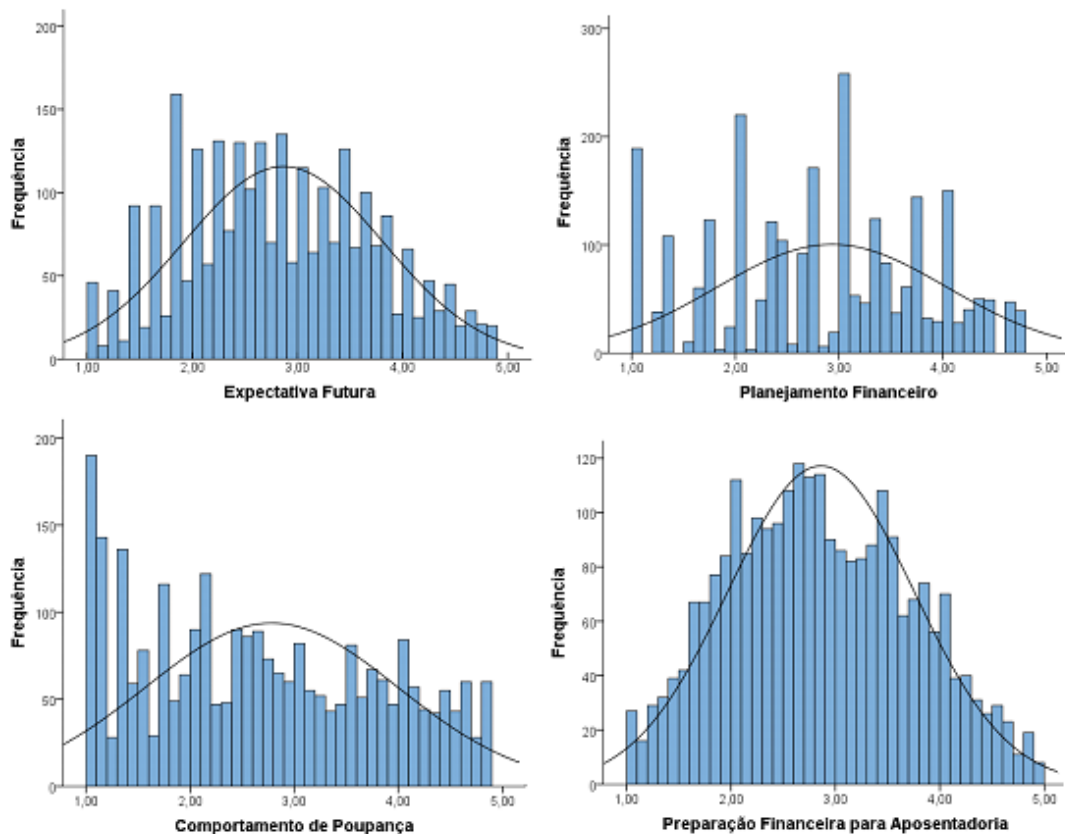 200
150
100
50
0
Frequência
1,00 2,00 3,00 4,00 5,00
Expectativa Futura
300
200
100
0
Frequência
1,00 2,00 3,00 4,00 5,00
Planejamento Financeiro
200
150
100
50
0
Frequência
1,00 2,00 3,00 4,00 5,00
Comportamento de Poupança
120
100
80
60
40
20
0
Frequência
1,00 2,00 3,00 4,00 5,00
Preparação Financeira para Aposentadoria